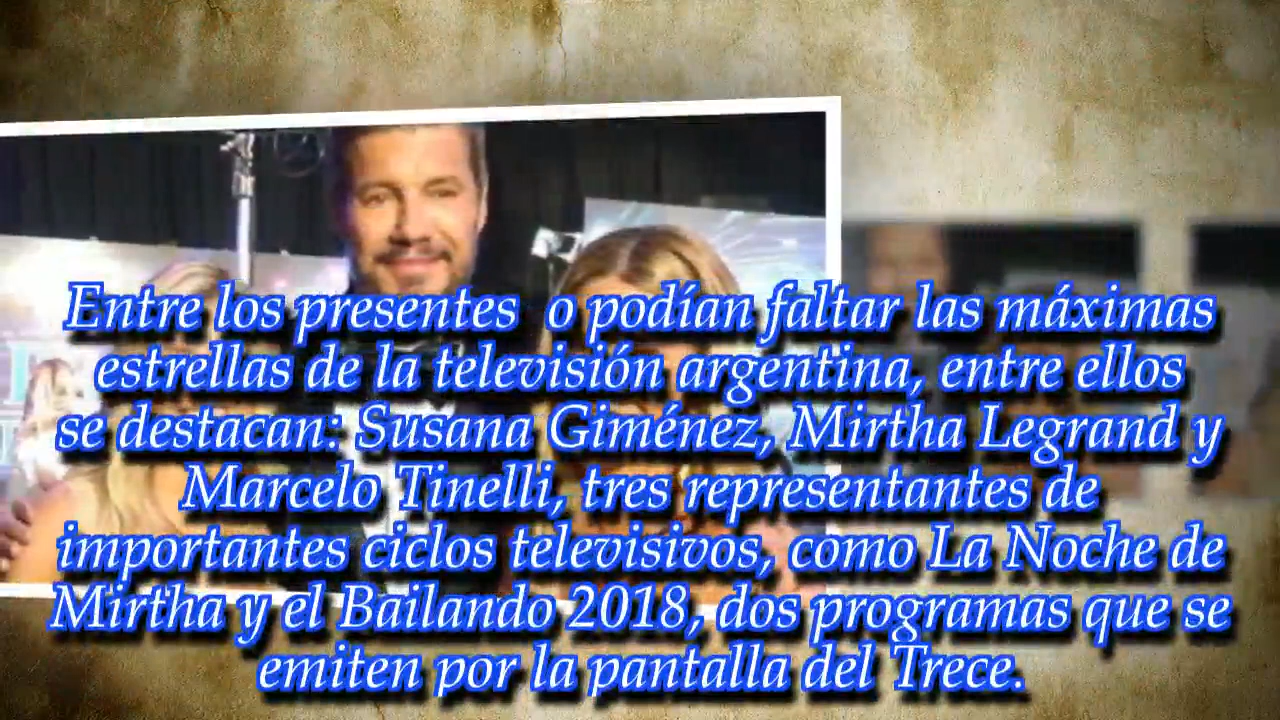 Entre los presentes o podían faltar las máximas
estrellas de la televisión argentina, entre ellos
se destacan: Susana Giménez, Mirtha Legrand y
Marcelo Tinelli, tres representantes de
importantes ciclos televisivos, como La Noche de
Mirtha y el Bailando 2018, dos programas que se
emiten por la pantalla del Trece.